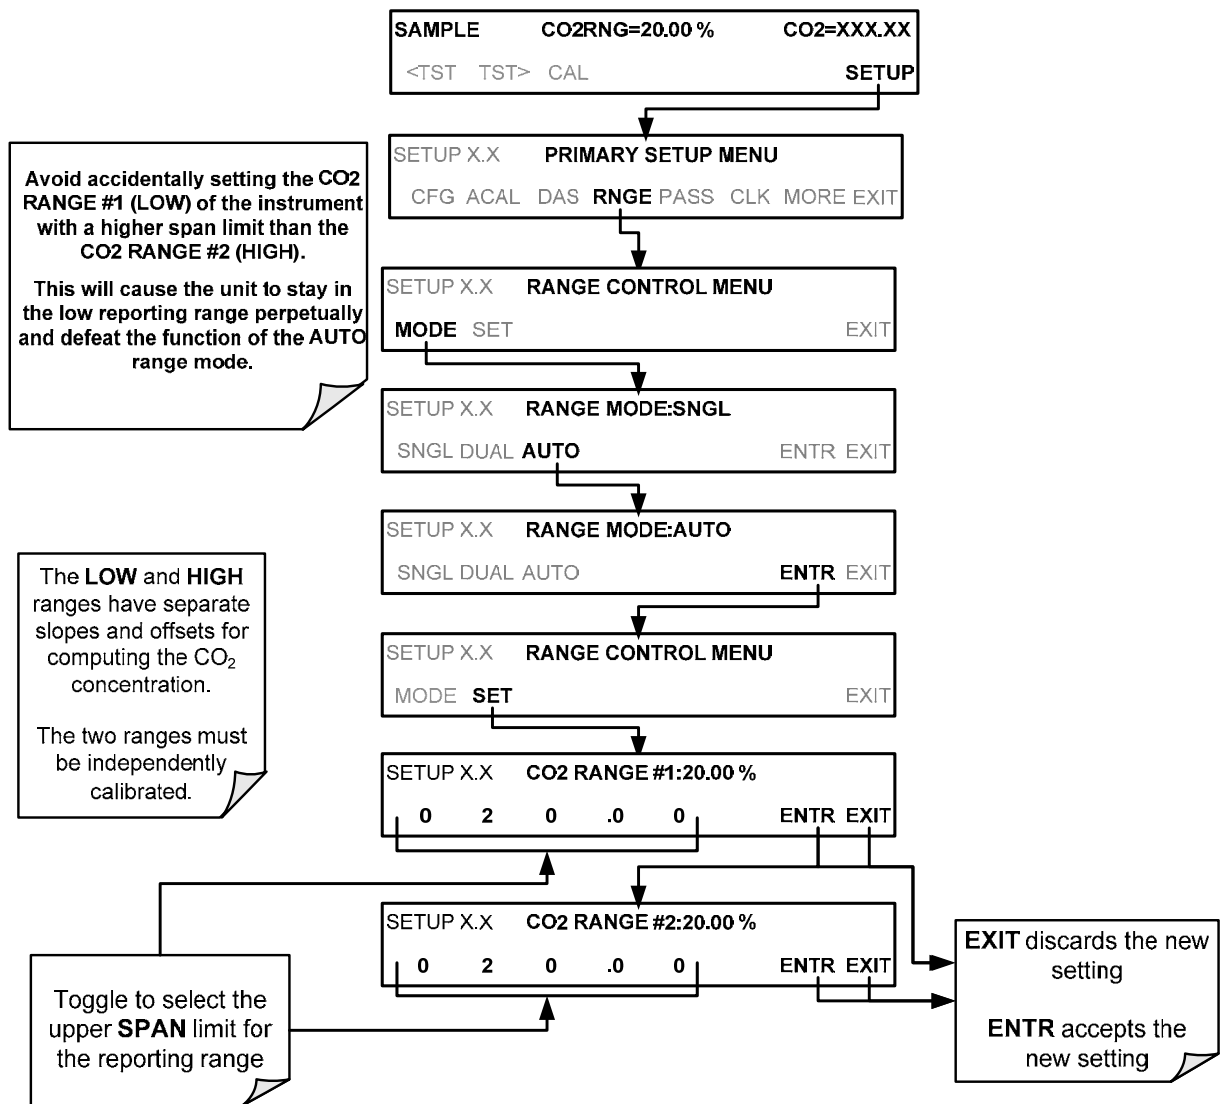 SAMPLE CO2RNG=20.00 % CO2=XXX.XX
<TST TST> CAL SETUP
SETUP X.X PRIMARY SETUP MENU
CFG ACAL DAS RNGE PASS CLK MORE EXIT
Avoid accidentally setting the CO2
RANGE #1 (LOW) of the instrument
with a higher span limit than the
CO2 RANGE #2 (HIGH).
This will cause the unit to stay in
the low reporting range perpetually
and defeat the function of the AUTO
range mode.
SETUP X.X RANGE CONTROL MENU
MODE SET EXIT
SETUP X.X RANGE MODE:SNGL
SNGL DUAL AUTO ENTR EXIT
SETUP X.X RANGE MODE:AUTO
SNGL DUAL AUTO ENTR EXIT
The LOW and HIGH
ranges have separate
slopes and offsets for
computing the CO₂
concentration.
The two ranges must
be independently
calibrated.
SETUP X.X RANGE CONTROL MENU
MODE SET EXIT
SETUP X.X CO2 RANGE #1:20.00 %
0 2 0 .0 0 ENTR EXIT
SETUP X.X CO2 RANGE #2:20.00 %
0 2 0 .0 0 ENTR EXIT
Toggle to select the
upper SPAN limit for
the reporting range
EXIT discards the new
setting
ENTR accepts the
new setting